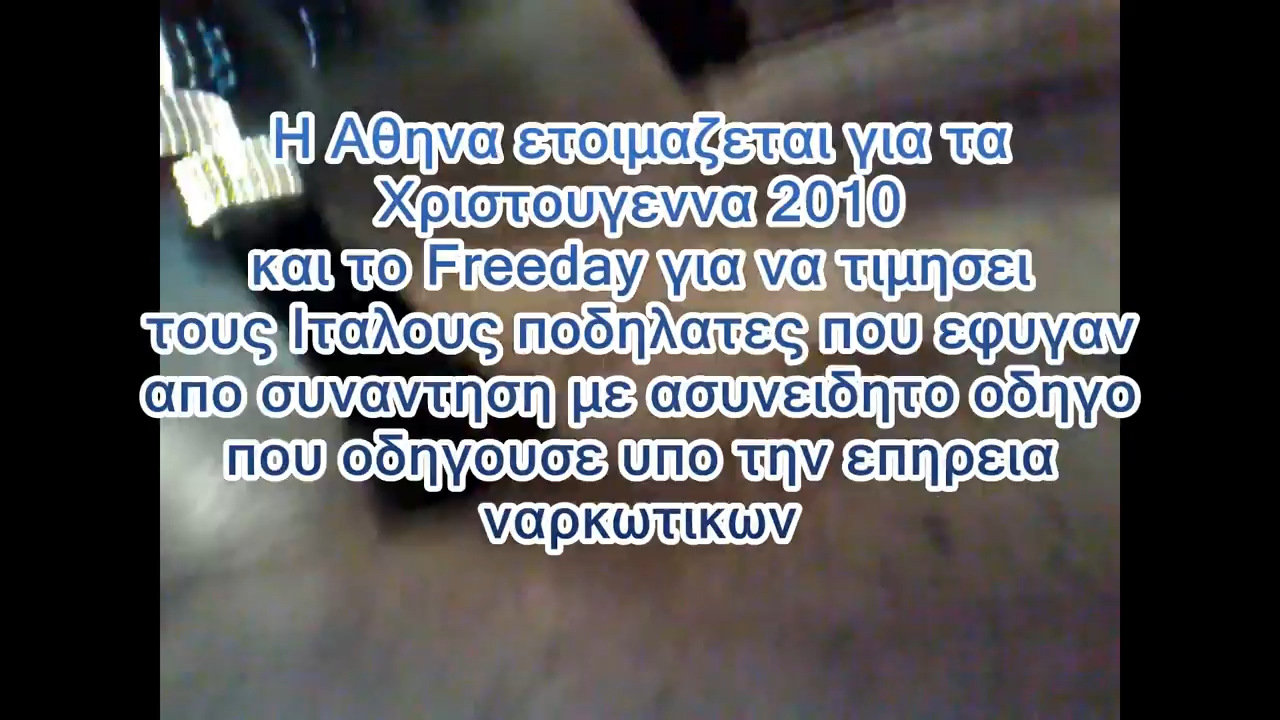 Η Αθηνα ετοιμαζεται για τα
Χριστουγεννα 2010
και το Freeday για να τιμησει
τους Ιταλους ποδηλατες που εφυγαν
απο συναντηση με ασυνειδητο οδηγο
που οδηγουσε υπο την επηρεια
ναρκωτικων